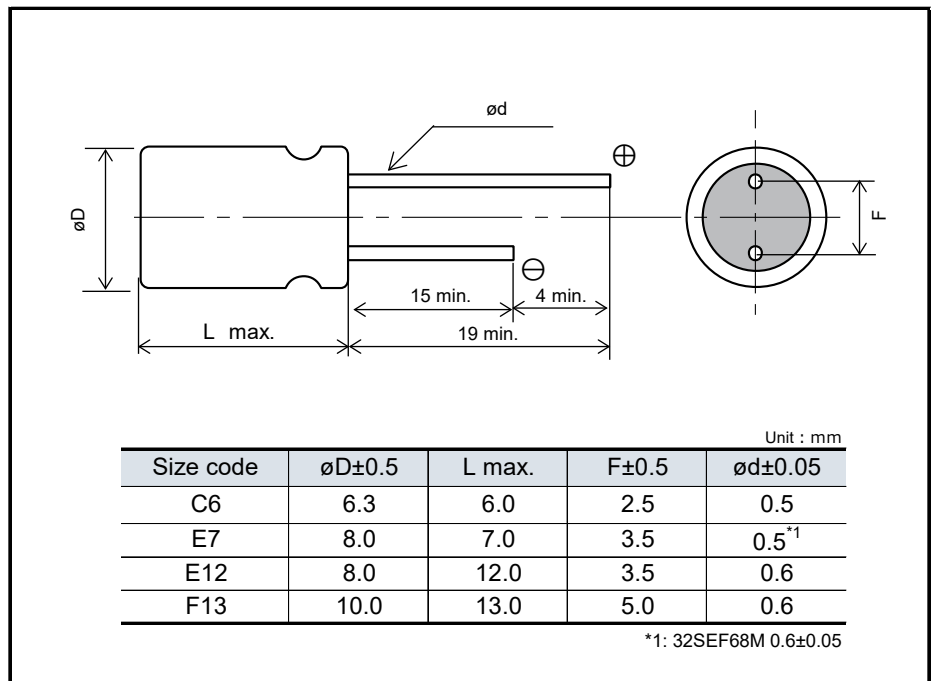 ød
⊕
øD
F
⊖
15 min.
4 min.
L max.
19 min.
Unit : mm
Size code øD±0.5 L max. F±0.5 ød±0.05
C6 6.3 6.0 2.5 0.5
E7 8.0 7.0 3.5 0.5*1
E12 8.0 12.0 3.5 0.6
F13 10.0 13.0 5.0 0.6
*1: 32SEF68M 0.6±0.05